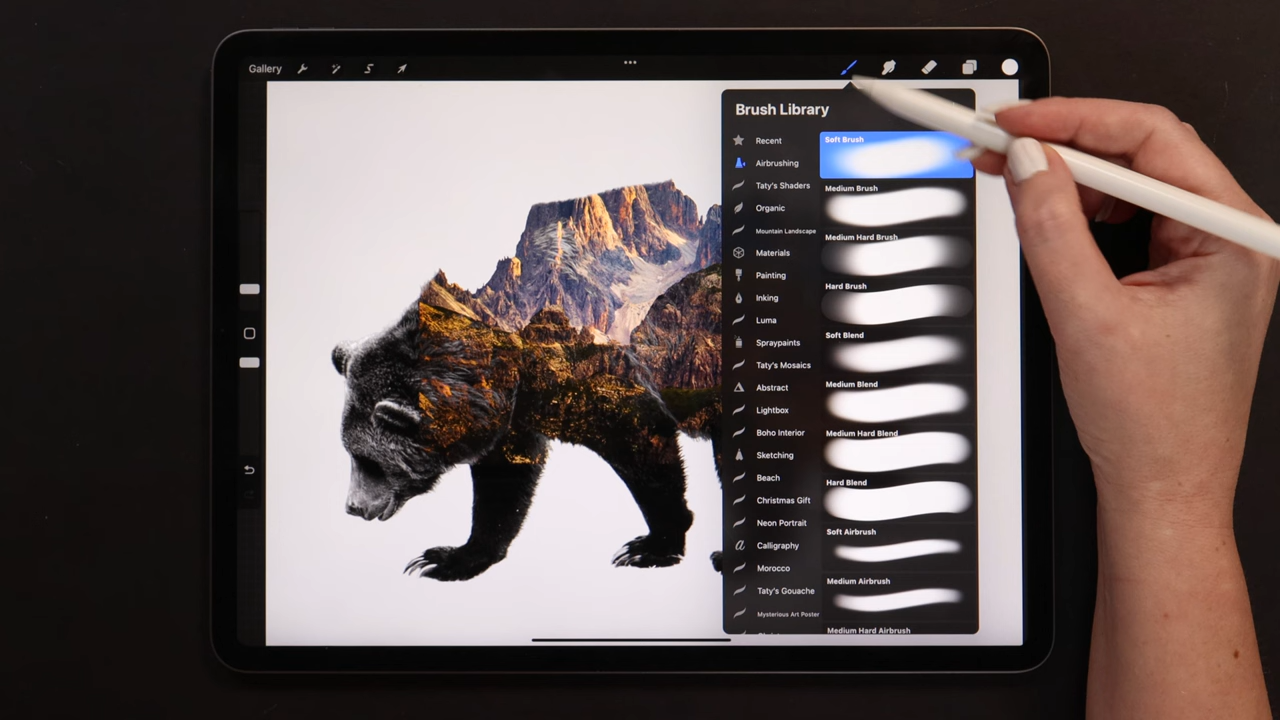 Gallery
Brush Library
Recent
Airbrushing
Taty's Shaders
Organic
Mountain Landscape
Materials
Painting
Inking
Luma
Spraypaints
Taty's Mosaics
Abstract
Lightbox
Boho Interior
Sketching
Beach
Christmas Gift
Neon Portrait
Calligraphy
Morocco
Taty's Gouache
Mysterious Art Poster
Soft Brush
Medium Brush
Medium Hard Brush
Hard Brush
Soft Blend
Medium Blend
Medium Hard Blend
Hard Blend
Soft Airbrush
Medium Airbrush
Medium Hard Airbrush